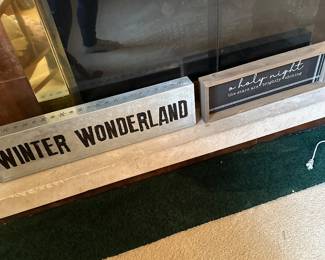 WINTER WONDERLAND
o holy night
the stars are brightly shining